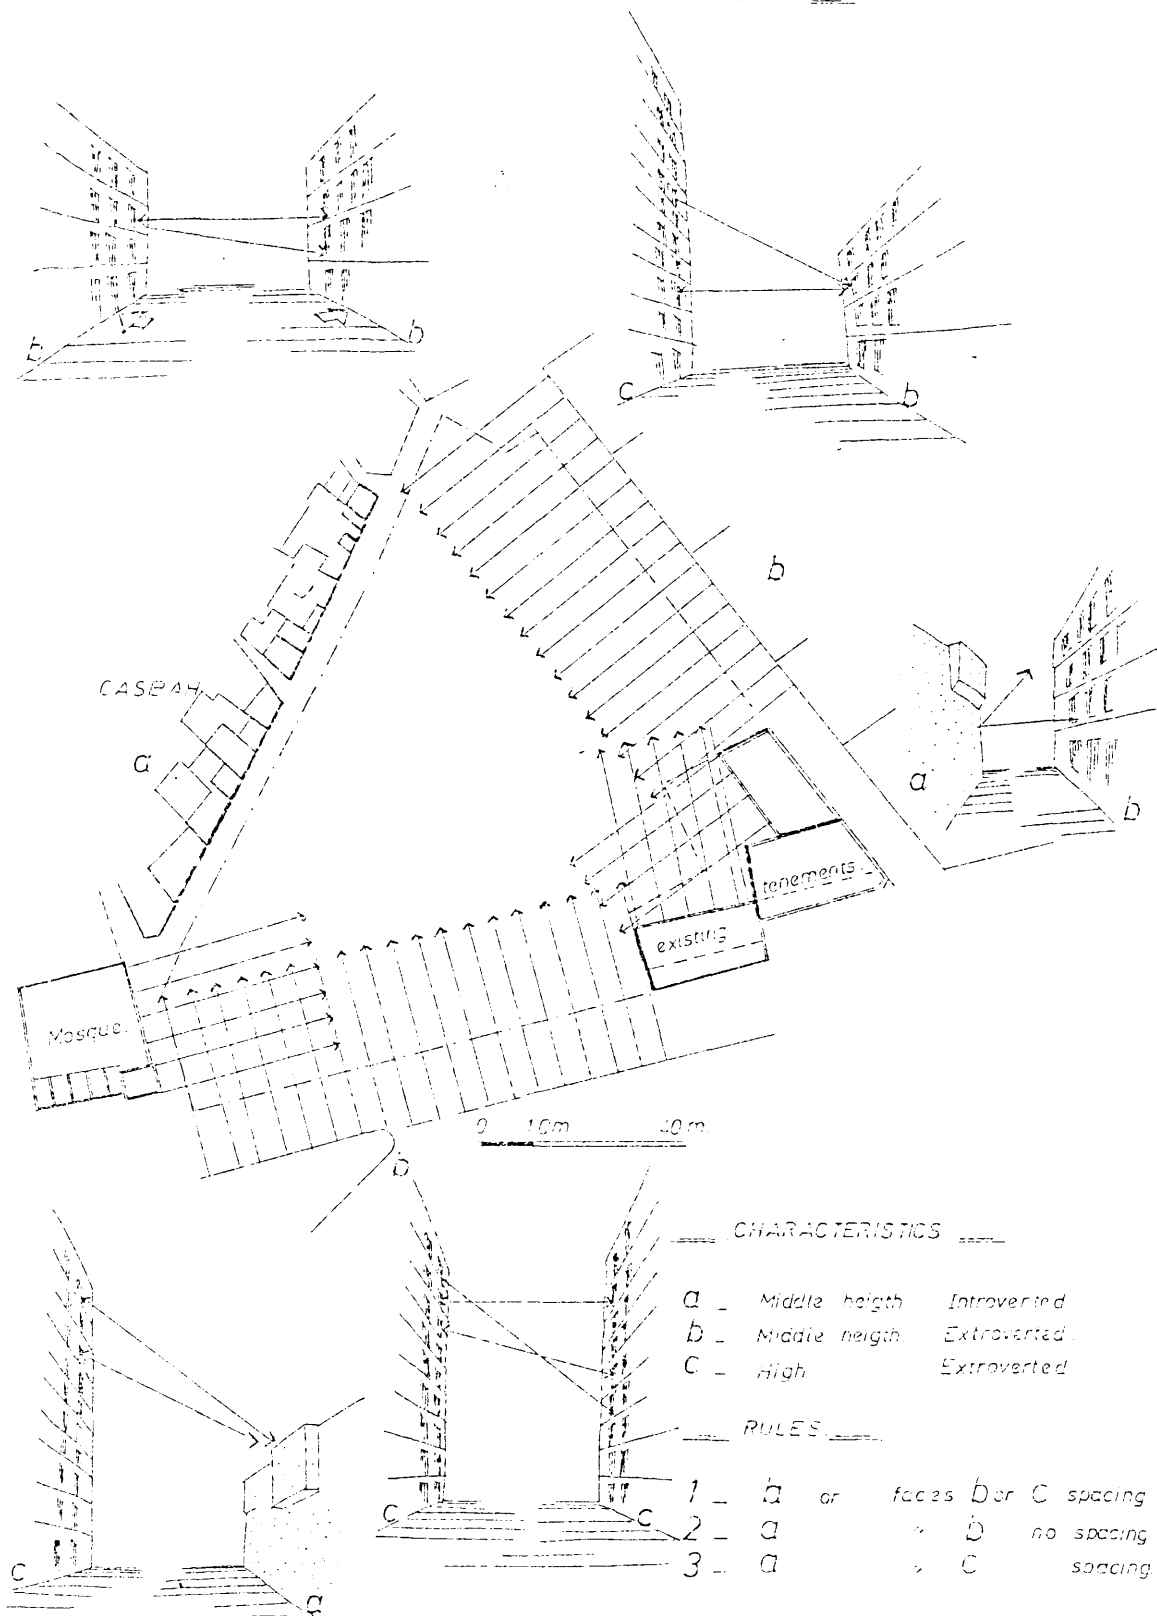 b
b
c
b
b
CASBAH
a
a
b
tenements
existing
Mosque
0 10m 40m
b
CHARACTERISTICS
a _ Middle heigth Introverted
b _ Middle heigth Extroverted
c _ High Extroverted
RULES
1 _ b or faces b or c spacing
2 _ a " b no spacing
3 _ a " c spacing
c
a
c
c